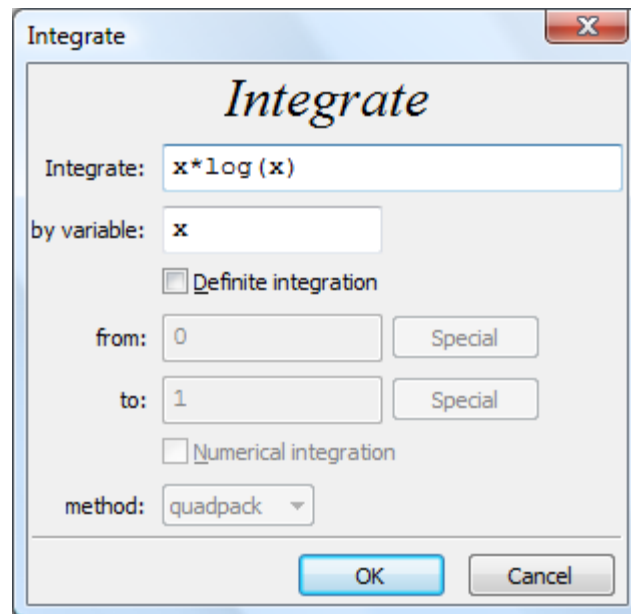 Integrate
Integrate
Integrate: x*log(x)
by variable: x
Definite integration
from: 0 Special
to: 1 Special
Numerical integration
method: quadpack
OK Cancel